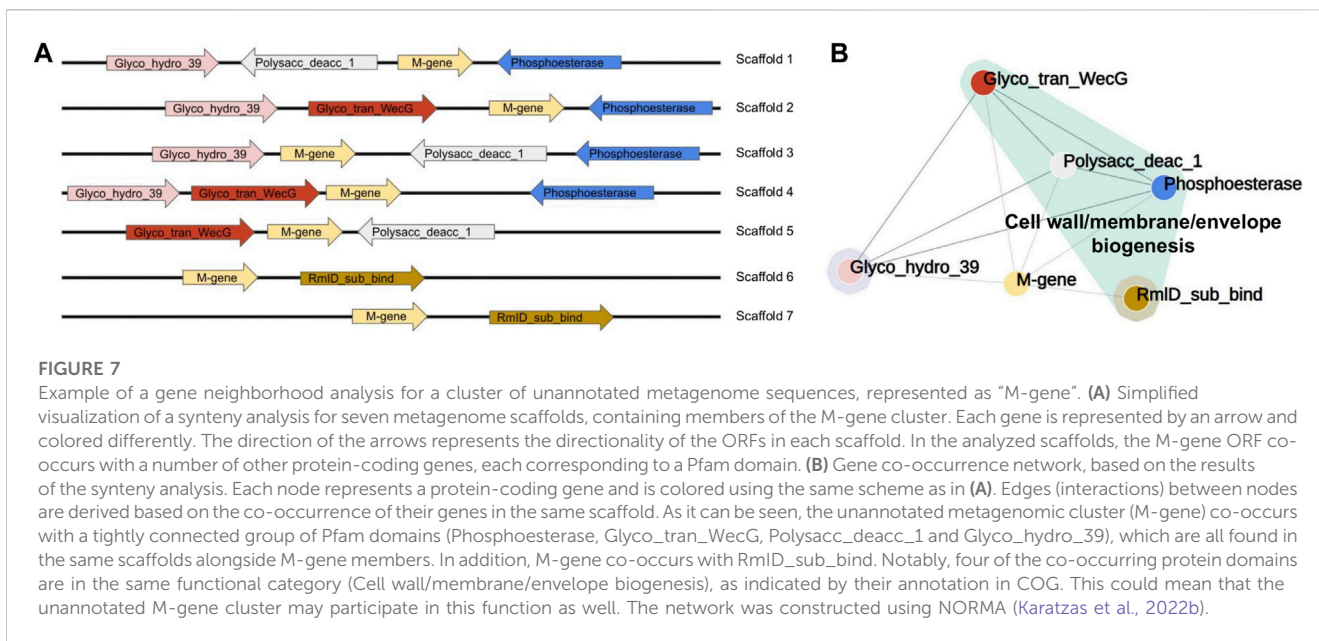 A
Glyco_hydro_39 Polysacc_deacc_1 M-gene Phosphoesterase Scaffold 1
Glyco_hydro_39 Glyco_tran_WecG M-gene Phosphoesterase Scaffold 2
Glyco_hydro_39 M-gene Polysacc_deacc_1 Phosphoesterase Scaffold 3
Glyco_hydro_39 Glyco_tran_WecG M-gene Phosphoesterase Scaffold 4
Glyco_tran_WecG M-gene Polysacc_deacc_1 Scaffold 5
M-gene RmID_sub_bind Scaffold 6
M-gene RmID_sub_bind Scaffold 7
B
Glyco_tran_WecG
Polysacc_deac_1
Phosphoesterase
Cell wall/membrane/envelope
biogenesis
Glyco_hydro_39
M-gene
RmID_sub_bind
FIGURE 7
Example of a gene neighborhood analysis for a cluster of unannotated metagenome sequences, represented as “M-gene”. (A) Simplified
visualization of a synteny analysis for seven metagenome scaffolds, containing members of the M-gene cluster. Each gene is represented by an arrow and
colored differently. The direction of the arrows represents the directionality of the ORFs in each scaffold. In the analyzed scaffolds, the M-gene ORF co-
occurs with a number of other protein-coding genes, each corresponding to a Pfam domain. (B) Gene co-occurrence network, based on the results
of the synteny analysis. Each node represents a protein-coding gene and is colored using the same scheme as in (A). Edges (interactions) between nodes
are derived based on the co-occurrence of their genes in the same scaffold. As it can be seen, the unannotated metagenomic cluster (M-gene) co-occurs
with a tightly connected group of Pfam domains (Phosphoesterase, Glyco_tran_WecG, Polysacc_deacc_1 and Glyco_hydro_39), which are all found in
the same scaffolds alongside M-gene members. In addition, M-gene co-occurs with RmlD_sub_bind. Notably, four of the co-occurring protein domains
are in the same functional category (Cell wall/membrane/envelope biogenesis), as indicated by their annotation in COG. This could mean that the
unannotated M-gene cluster may participate in this function as well. The network was constructed using NORMA (Karatzas et al., 2022b).